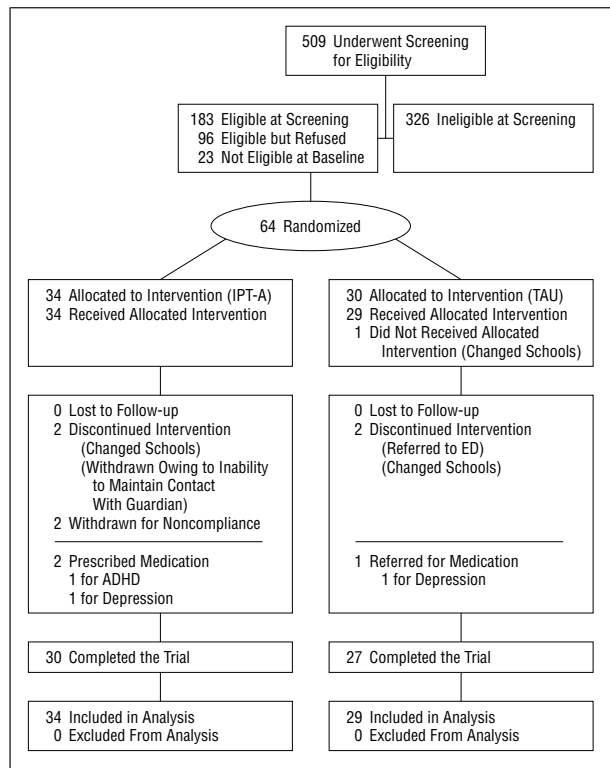 509 Underwent Screening
for Eligibility
183 Eligible at Screening
96 Eligible but Refused
23 Not Eligible at Baseline
326 Ineligible at Screening
64 Randomized
34 Allocated to Intervention (IPT-A)
34 Received Allocated Intervention
30 Allocated to Intervention (TAU)
29 Received Allocated Intervention
1 Did Not Received Allocated
Intervention (Changed Schools)
0 Lost to Follow-up
2 Discontinued Intervention
(Changed Schools)
(Withdrawn Owing to Inability
to Maintain Contact
With Guardian)
2 Withdrawn for Noncompliance
2 Prescribed Medication
1 for ADHD
1 for Depression
0 Lost to Follow-up
2 Discontinued Intervention
(Referred to ED)
(Changed Schools)
1 Referred for Medication
1 for Depression
30 Completed the Trial
27 Completed the Trial
34 Included in Analysis
0 Excluded From Analysis
29 Included in Analysis
0 Excluded From Analysis